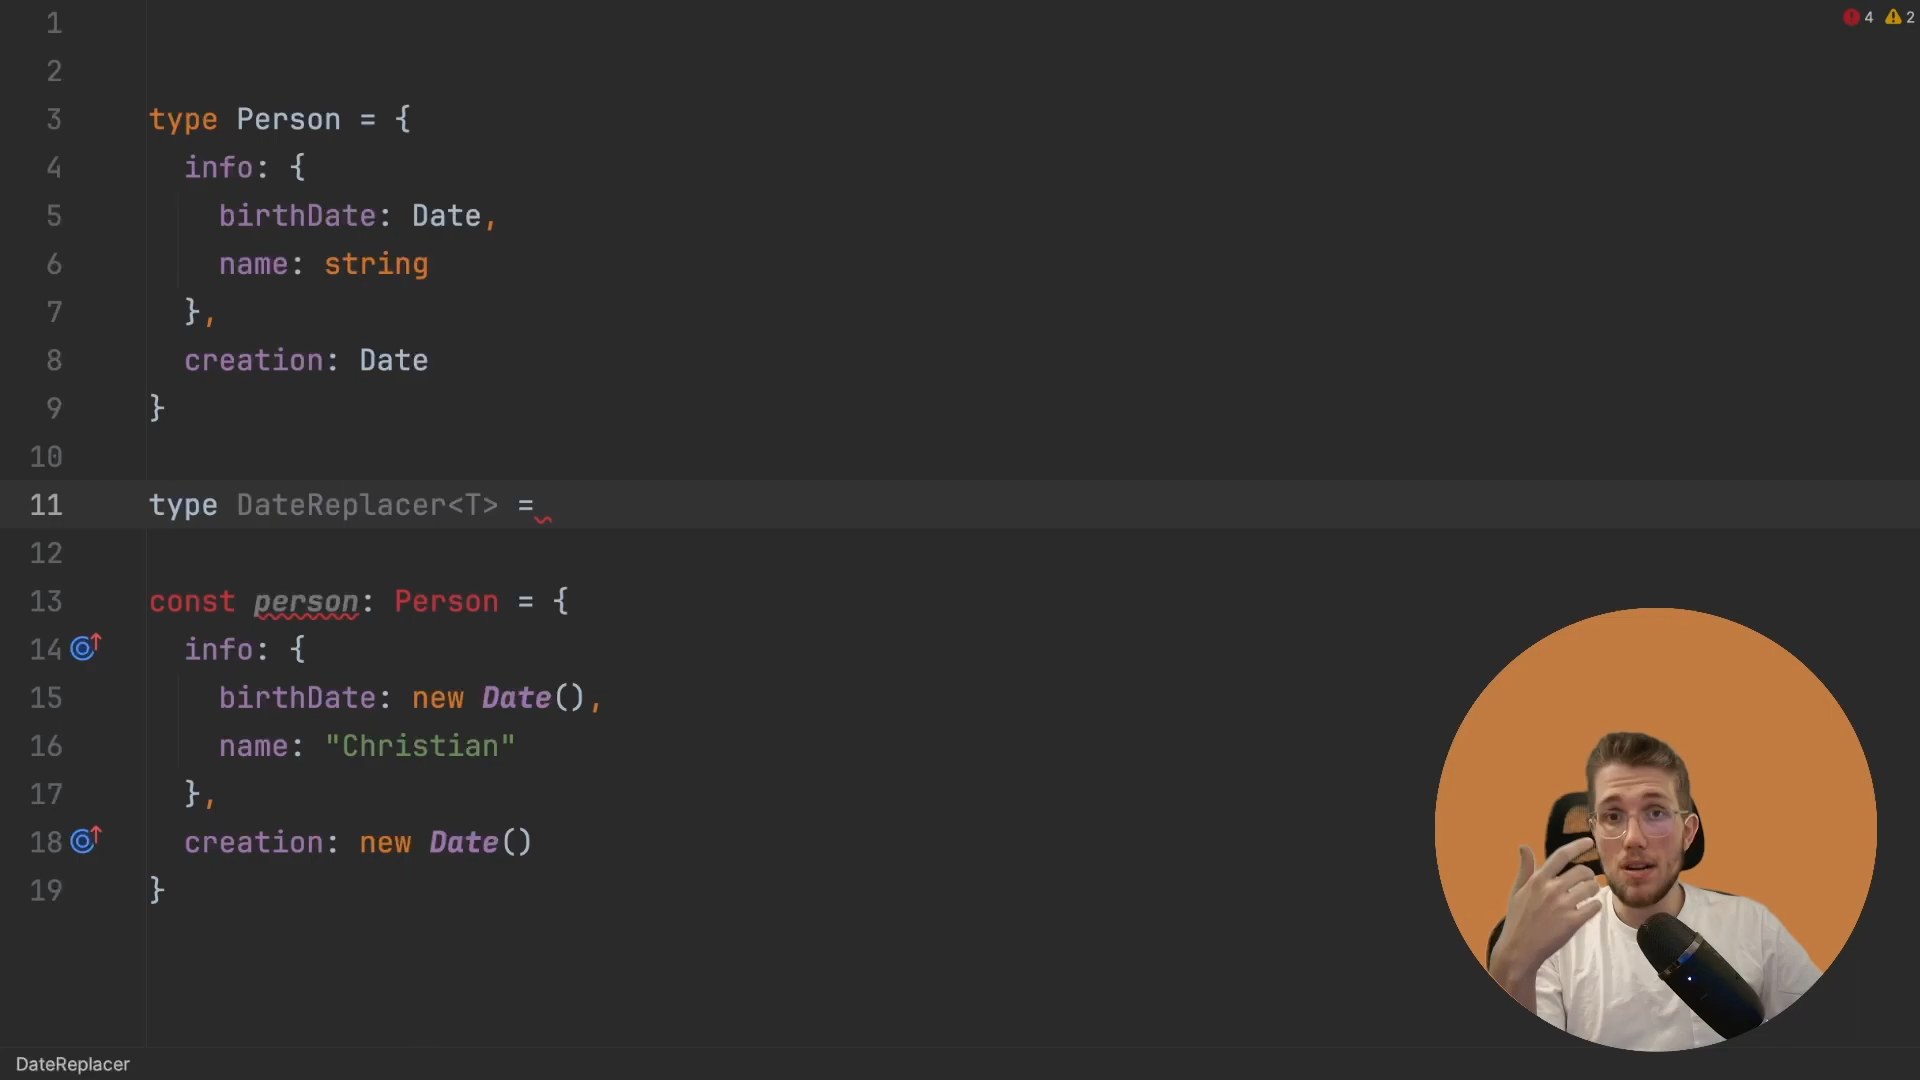 4 2
1
2
3 type Person = {
4 info: {
5 birthDate: Date,
6 name: string
7 },
8 creation: Date
9 }
10
11 type DateReplacer<T> =
12
13 const person: Person = {
14 info: {
15 birthDate: new Date(),
16 name: "Christian"
17 },
18 creation: new Date()
19 }
DateReplacer